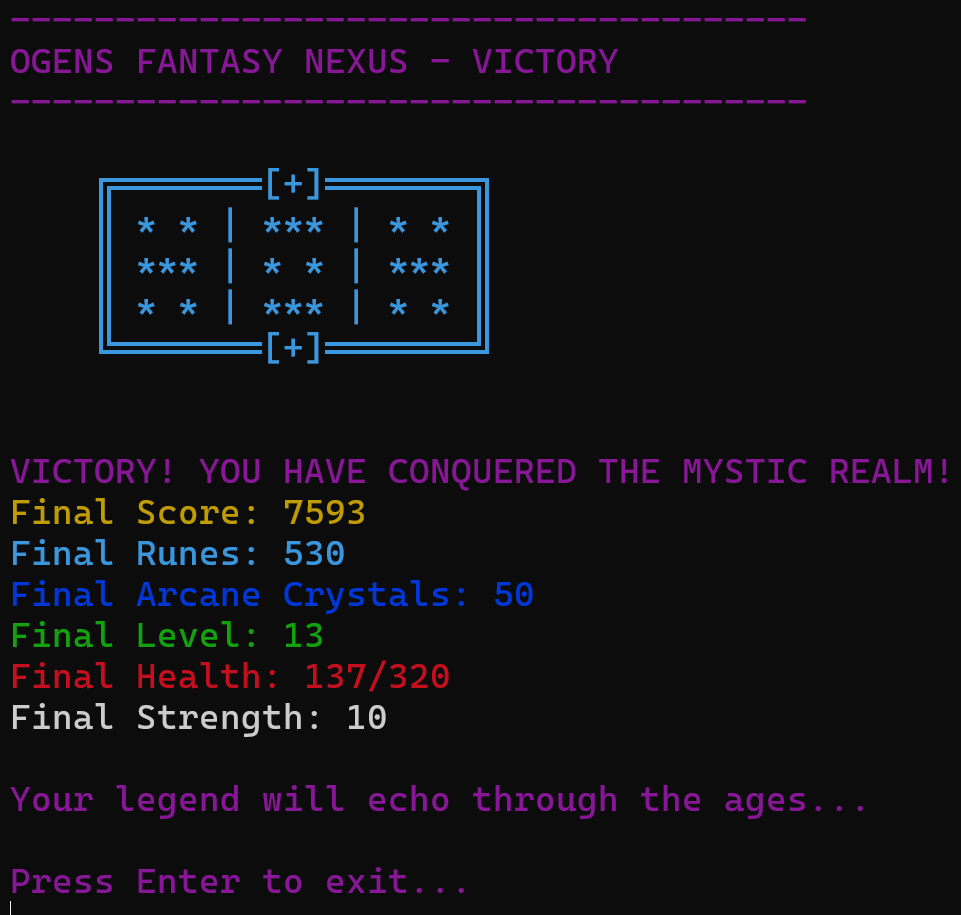 --------------------------------------
OGENS FANTASY NEXUS - VICTORY
--------------------------------------
╔═══════[+]═══════╗
║ * * | *** | * * ║
║ *** | * * | *** ║
║ * * | *** | * * ║
╚═══════[+]═══════╝
VICTORY! YOU HAVE CONQUERED THE MYSTIC REALM!
Final Score: 7593
Final Runes: 530
Final Arcane Crystals: 50
Final Level: 13
Final Health: 137/320
Final Strength: 10
Your legend will echo through the ages...
Press Enter to exit...